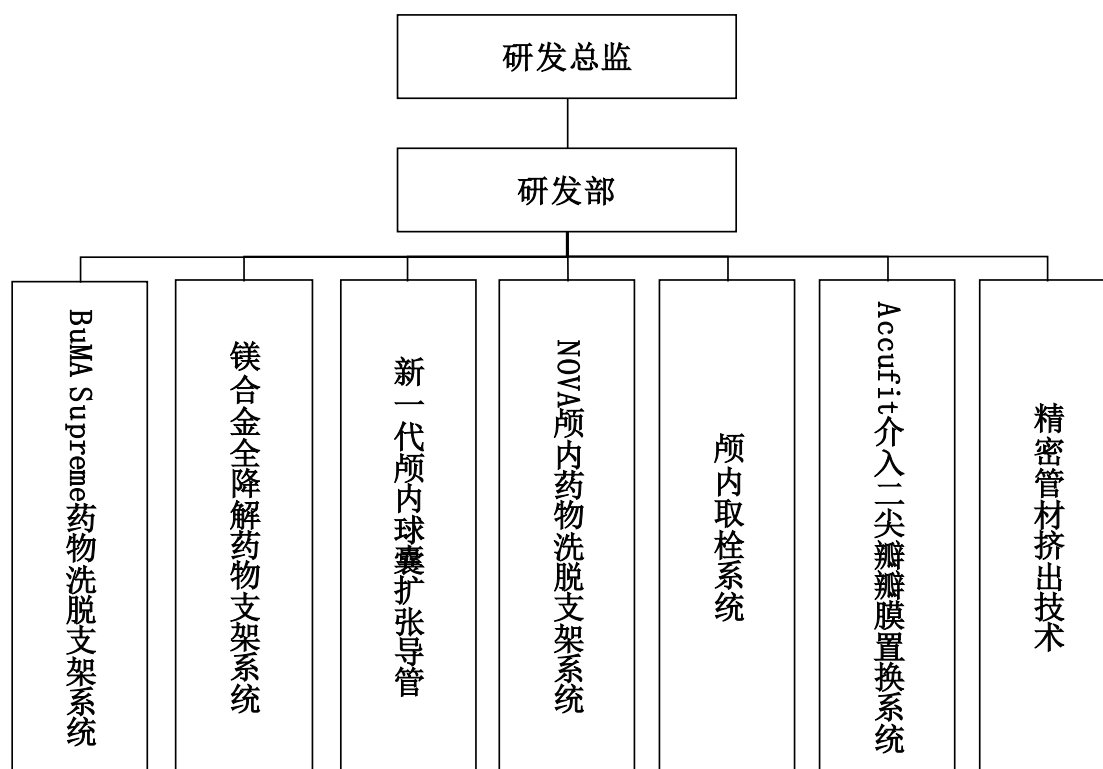 研发总监
研发部
BuMA Supreme药物洗脱支架系统
镁合金全降解药物支架系统
新一代颅内球囊扩张导管
NOVA颅内药物洗脱支架系统
颅内取栓系统
Accufit介入二尖瓣瓣膜置换系统
精密管材挤出技术